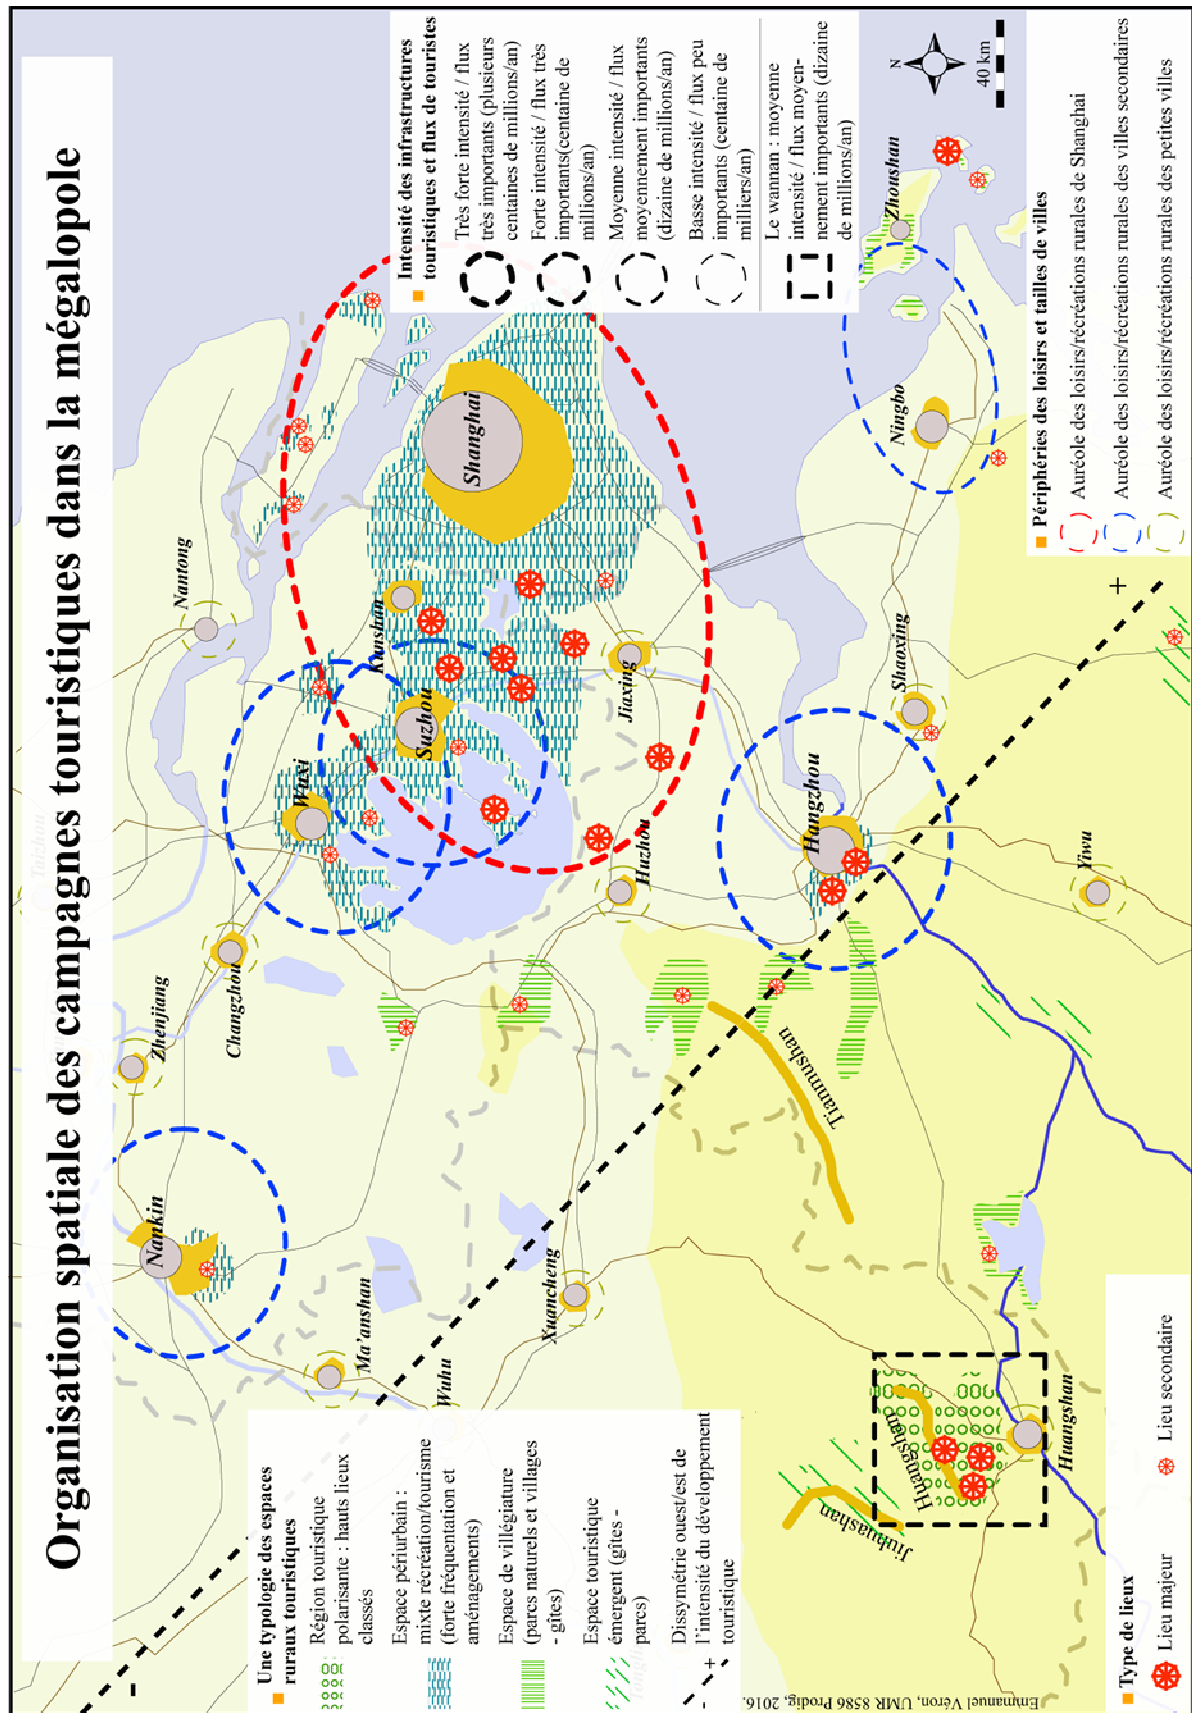 Organisation spatiale des campagnes touristiques dans la mégalopole
Intensité des infrastructures
touristiques et flux de touristes
Très forte intensité / flux
très importants (plusieurs
centaines de millions/an)
Forte intensité / flux très
importants(centaine de
millions/an)
Moyenne intensité / flux
moyennement importants
(dizaine de millions/an)
Basse intensité / flux peu
importants (centaine de
milliers/an)
Le wannan : moyenne
intensité / flux moyen-
nement importants (dizaine
de millions/an)
N
40 km
Périphéries des loisirs et tailles de villes
Auréole des loisirs/récréations rurales de Shanghai
Auréole des loisirs/récréations rurales des villes secondaires
Auréole des loisirs/récréations rurales des petites villes
Taizhou
Nantong
Zhenjiang
Changzhou
Nankin
Wuxi
Kunshan
Suzhou
Shanghai
Ma'anshan
Wuhu
Xuancheng
Huzhou
Jiaxing
Hangzhou
Shaoxing
Ningbo
Zhoushan
Yiwu
Tianmushan
Jiuhuashan
Huangshan
Huangshan
-
+
Une typologie des espaces
ruraux touristiques
Région touristique
polarisante : hauts lieux
classés
Espace périurbain :
mixte récréation/tourisme
(forte fréquentation et
aménagements)
Espace de villégiature
(parcs naturels et villages
- gîtes)
Espace touristique
émergent (gîtes -
parcs)
- +
Dissymétrie ouest/est de
l'intensité du développement
touristique
Type de lieux
Lieu majeur
Lieu secondaire
Emmanuel Véron, UMR 8586 Prodig, 2016.